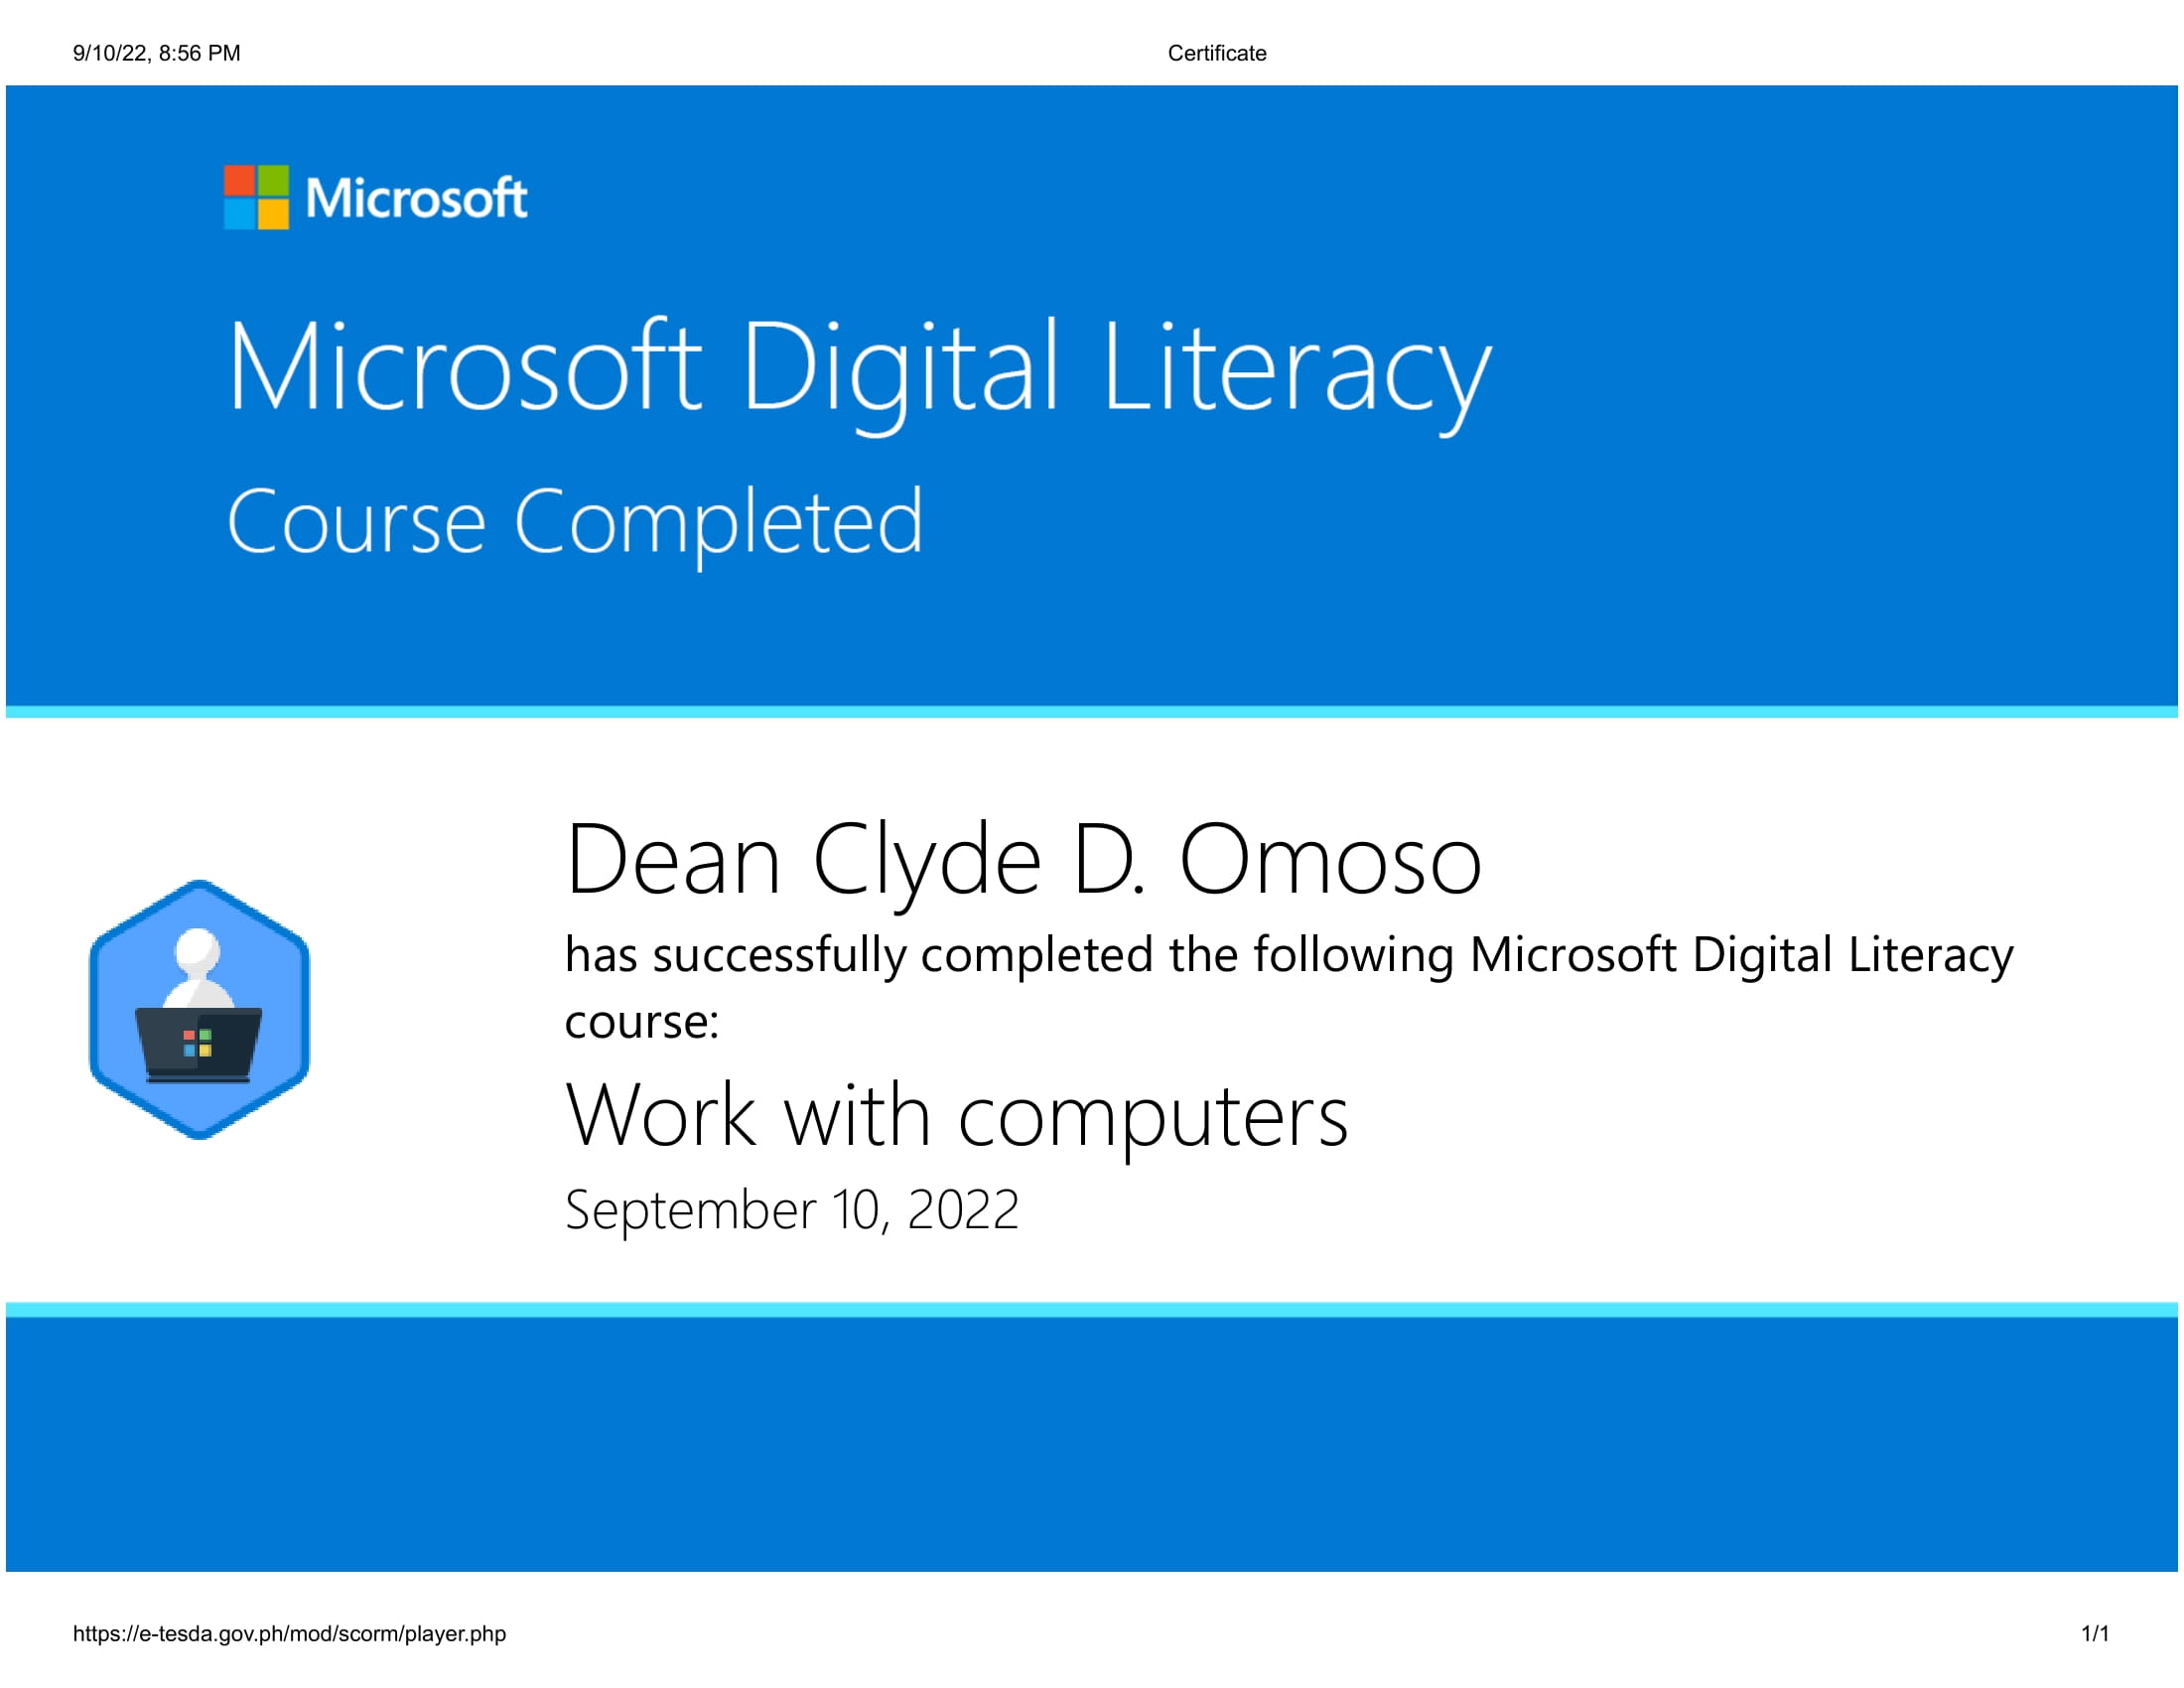 9/10/22, 8:56 PM
Certificate
Microsoft
Microsoft Digital Literacy
Course Completed
Dean Clyde D. Omoso
has successfully completed the following Microsoft Digital Literacy
course:
Work with computers
September 10, 2022
https://e-tesda.gov.ph/mod/scorm/player.php
1/1